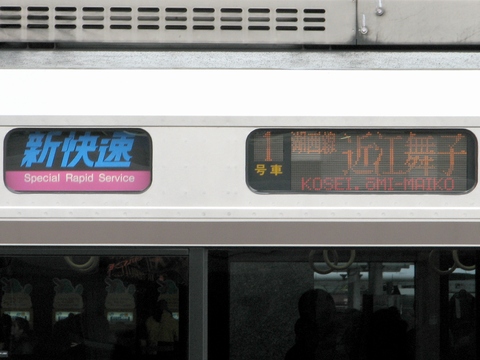 新快速
Special Rapid Service
1 号車
湖西線 近江舞子
KOSEI. OMI-MAIKO